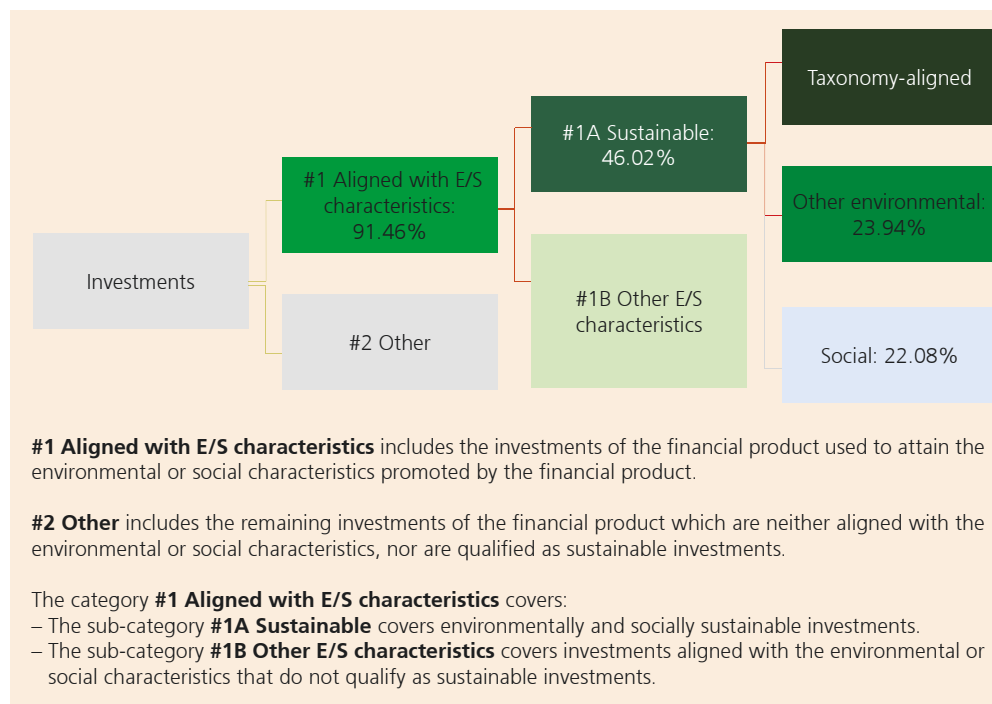 Taxonomy-aligned
#1A Sustainable:
46.02%
#1 Aligned with E/S
characteristics:
91.46%
Other environmental:
23.94%
Investments
#1B Other E/S
characteristics
#2 Other
Social: 22.08%
#1 Aligned with E/S characteristics includes the investments of the financial product used to attain the
environmental or social characteristics promoted by the financial product.
#2 Other includes the remaining investments of the financial product which are neither aligned with the
environmental or social characteristics, nor are qualified as sustainable investments.
The category #1 Aligned with E/S characteristics covers:
– The sub-category #1A Sustainable covers environmentally and socially sustainable investments.
– The sub-category #1B Other E/S characteristics covers investments aligned with the environmental or
social characteristics that do not qualify as sustainable investments.